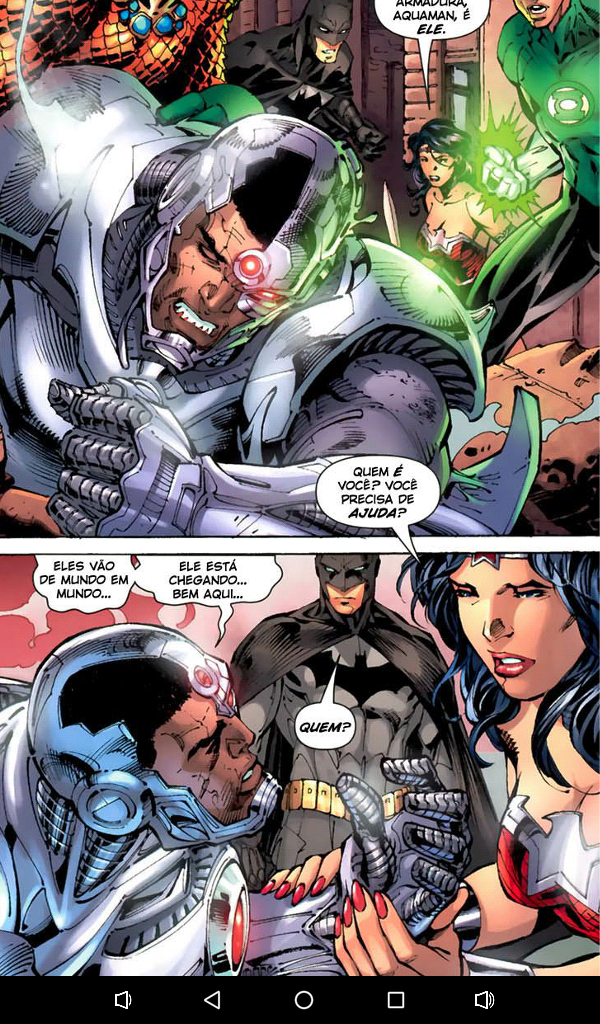 ARMADURA,
AQUAMAN, É
ELE.
QUEM É
VOCÊ? VOCÊ
PRECISA DE
AJUDA?
ELES VÃO
DE MUNDO EM
MUNDO...
ELE ESTÁ
CHEGANDO...
BEM AQUI...
QUEM?